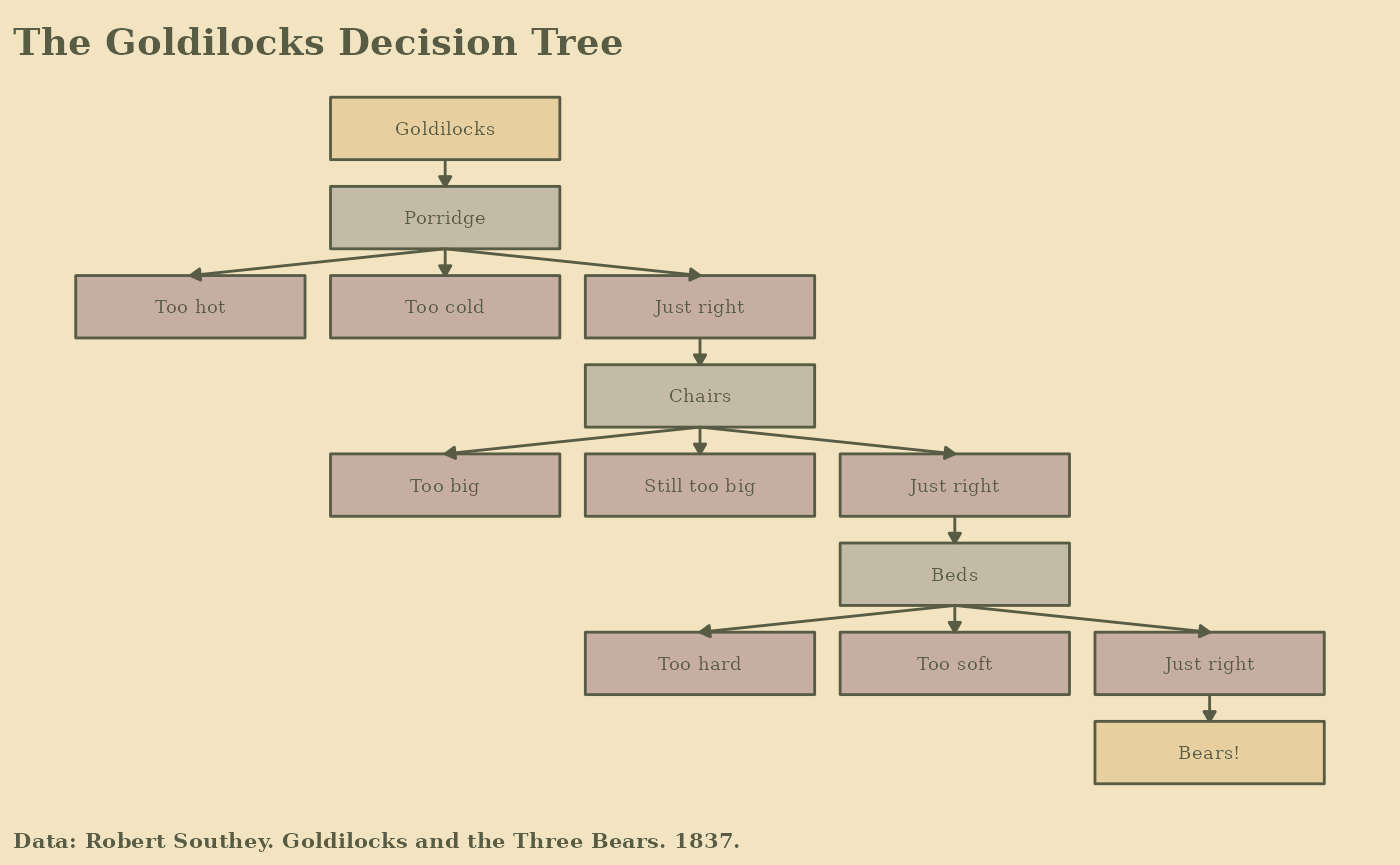 The Goldilocks Decision Tree
Goldilocks
Porridge
Too hot
Too cold
Just right
Chairs
Too big
Still too big
Just right
Beds
Too hard
Too soft
Just right
Bears!
Data: Robert Southey. Goldilocks and the Three Bears. 1837.